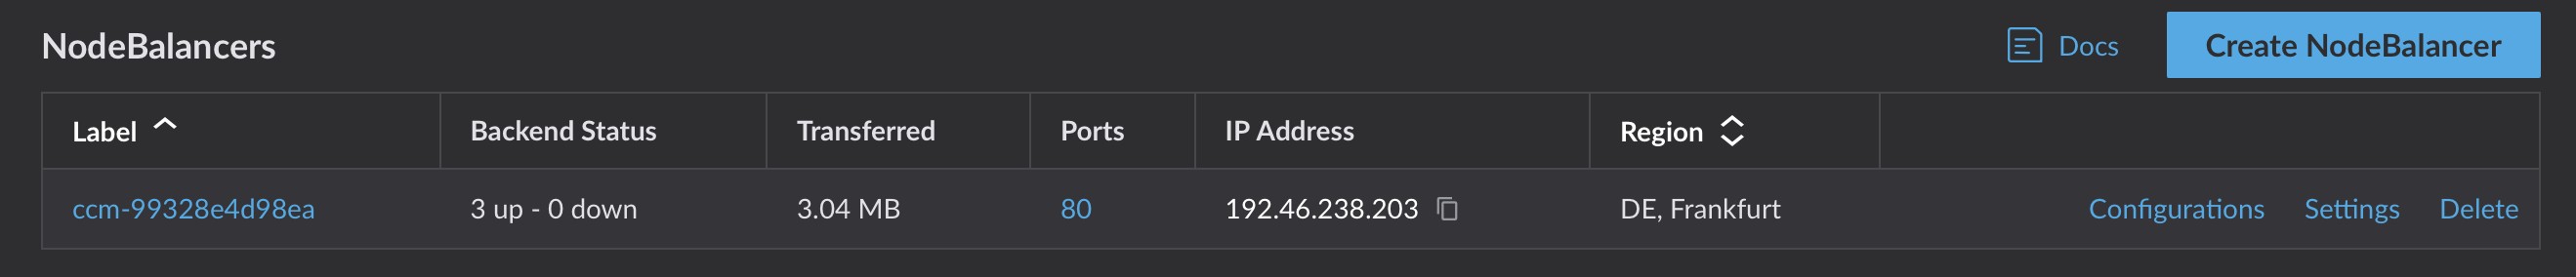 NodeBalancers
Docs
Create NodeBalancer
Label Backend Status Transferred Ports IP Address Region
ccm-99328e4d98ea 3 up - 0 down 3.04 MB 80 192.46.238.203 DE, Frankfurt Configurations Settings Delete